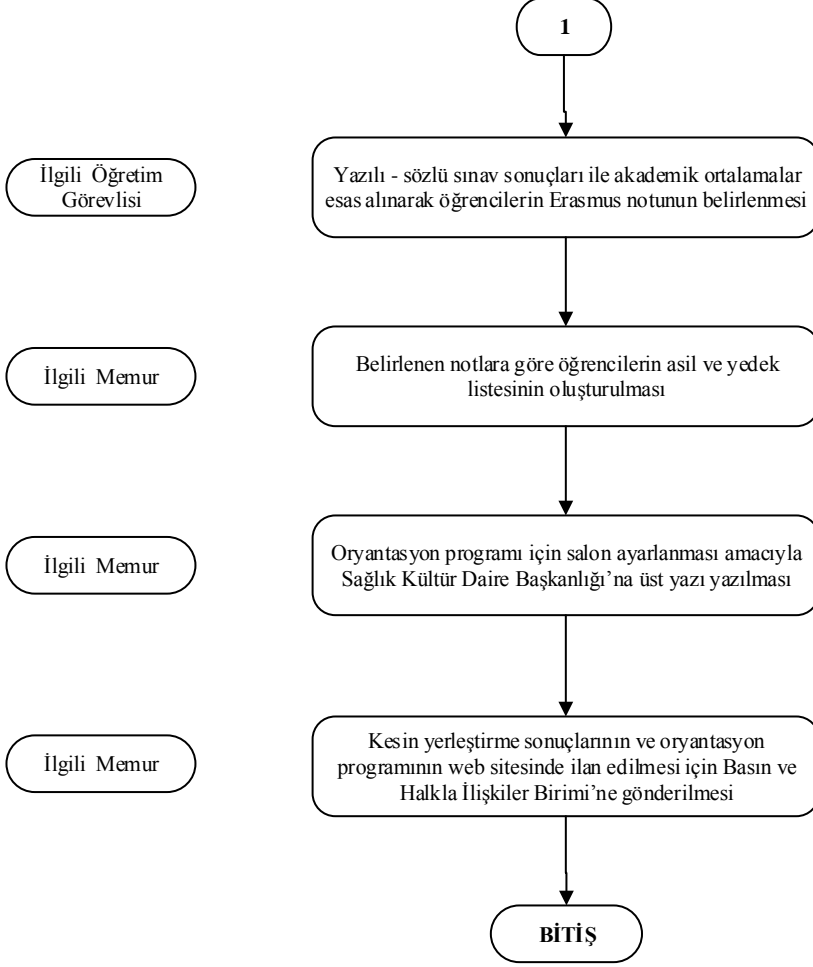 1
İlgili Öğretim
Görevlisi
Yazılı - sözlü sınav sonuçları ile akademik ortalamalar
esas alınarak öğrencilerin Erasmus notunun belirlenmesi
İlgili Memur
Belirlenen notlara göre öğrencilerin asil ve yedek
listesinin oluşturulması
İlgili Memur
Oryantasyon programı için salon ayarlanması amacıyla
Sağlık Kültür Daire Başkanlığı’na üst yazı yazılması
İlgili Memur
Kesin yerleştirme sonuçlarının ve oryantasyon
programının web sitesinde ilan edilmesi için Basın ve
Halkla İlişkiler Birimi’ne gönderilmesi
BİTİŞ